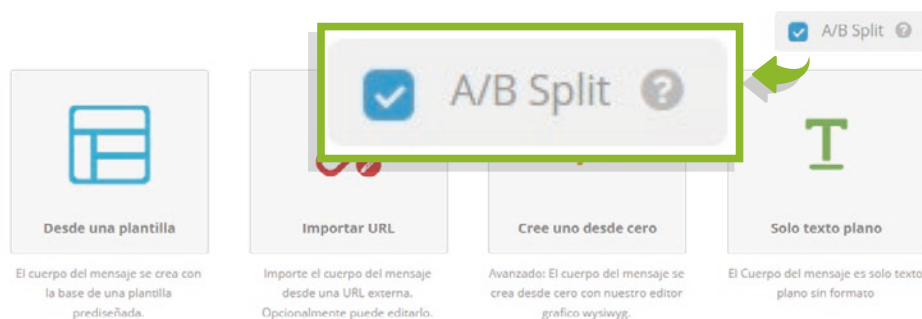 A/B Split
A/B Split
Desde una plantilla
Importar URL
Cree uno desde cero
Solo texto plano
El cuerpo del mensaje se crea con
la base de una plantilla
prediseñada.
Importe el cuerpo del mensaje
desde una URL externa.
Opcionalmente puede editarlo.
Avanzado: El cuerpo del mensaje se
crea desde cero con nuestro editor
grafico wysiwyg.
El Cuerpo del mensaje es solo texto
plano sin formato